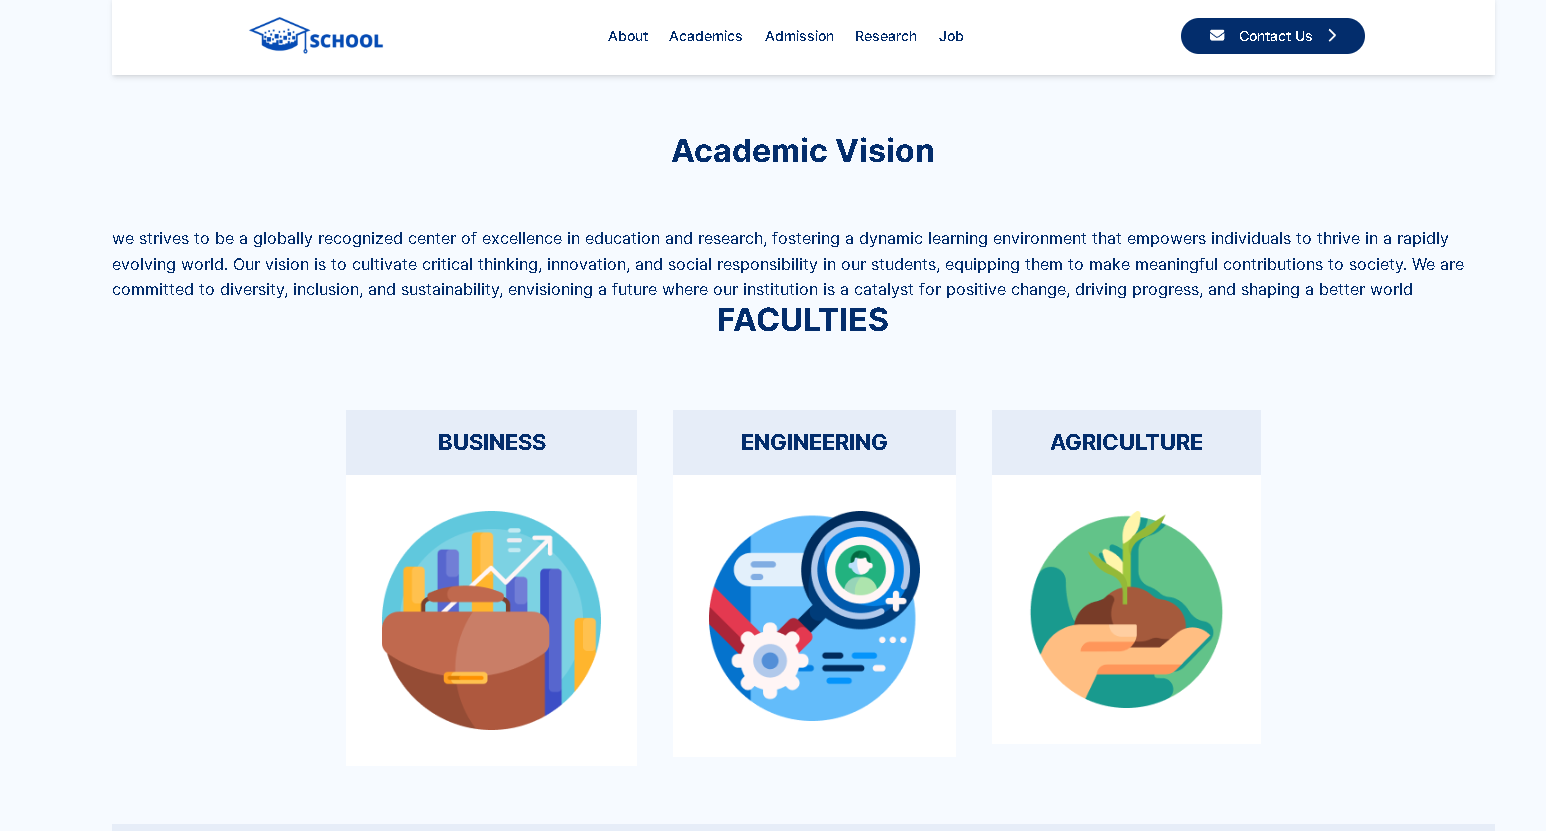 SCHOOL
About Academics Admission Research Job
Contact Us
Academic Vision
we strives to be a globally recognized center of excellence in education and research, fostering a dynamic learning environment that empowers individuals to thrive in a rapidly
evolving world. Our vision is to cultivate critical thinking, innovation, and social responsibility in our students, equipping them to make meaningful contributions to society. We are
committed to diversity, inclusion, and sustainability, envisioning a future where our institution is a catalyst for positive change, driving progress, and shaping a better world
FACULTIES
BUSINESS
ENGINEERING
AGRICULTURE